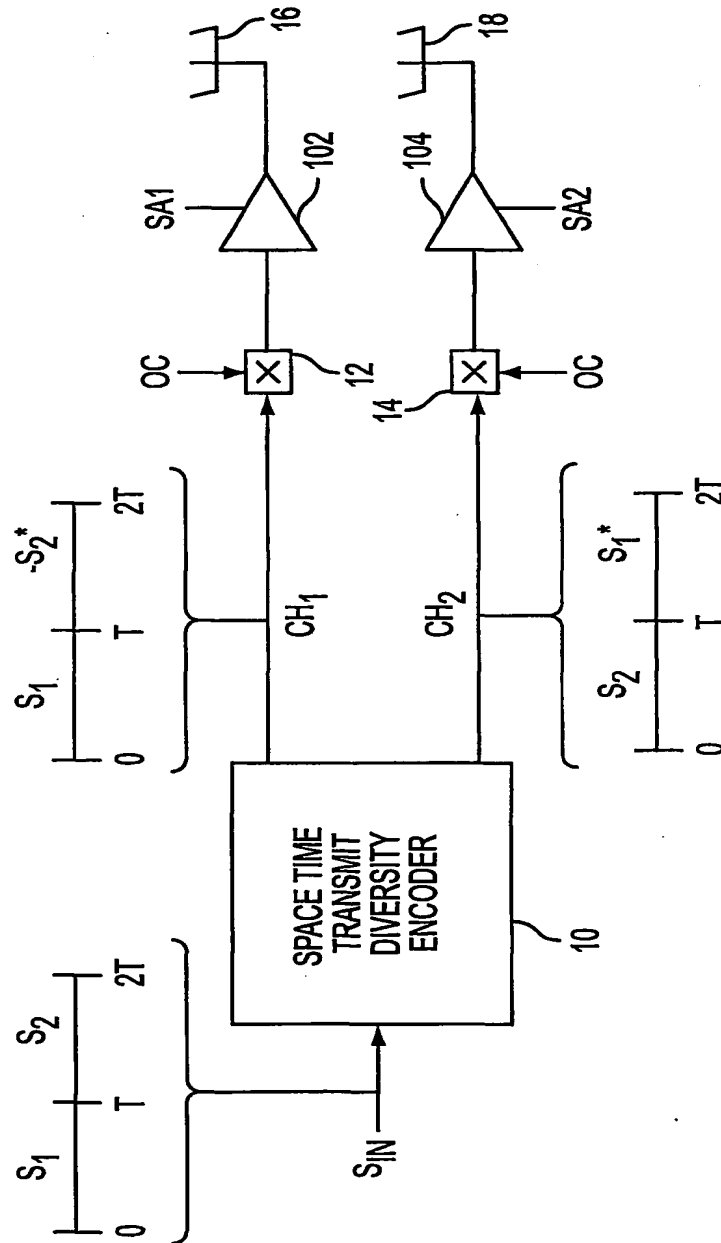 S1 S2
0 T 2T
SIN
SPACE TIME
TRANSMIT
DIVERSITY
ENCODER
10
S1 -S2*
0 T 2T
CH1
OC
12
SA1
102
16
CH2
S2 S1*
0 T 2T
14
OC
104
SA2
18